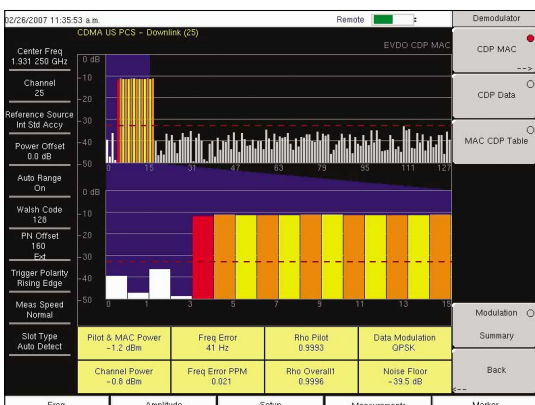 02/26/2007 11:35:53 a.m.
Remote
Demodulator
CDMA US PCS - Downlink (25)
EVDO CDP MAC
Center Freq
1.931 250 GHz
Channel
25
Reference Source
Int Std Accy
Power Offset
0.0 dB
Auto Range
On
Walsh Code
128
PN Offset
160
Ext
Trigger Polarity
Rising Edge
Meas Speed
Normal
Slot Type
Auto Detect
0 dB
-10
-20
-30
-40
-50
0 15 31 47 63 79 95 111 127
0 dB
-10
-20
-30
-40
-50
0 1 3 5 7 9 11 13 15
Pilot & MAC Power
-1.2 dBm
Freq Error
41 Hz
Rho Pilot
0.9993
Data Modulation
QPSK
Channel Power
-0.8 dBm
Freq Error PPM
0.021
Rho Overall1
0.9996
Noise Floor
-39.5 dB
CDP MAC
-->
CDP Data
MAC CDP Table
Modulation
Summary
Back
<--
Freq Amplitude Setup Measurements Marker